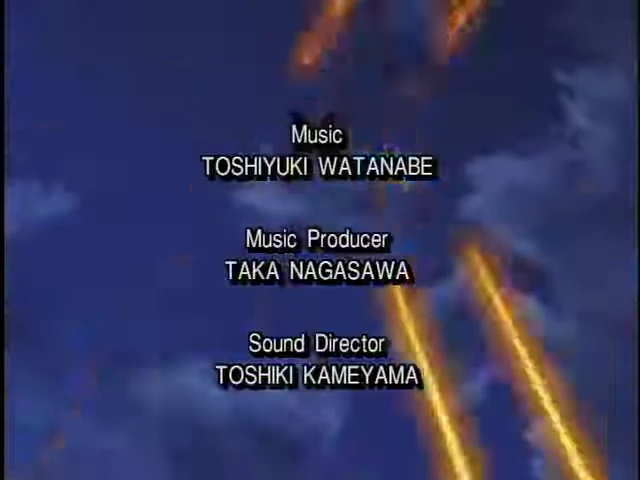 Music
TOSHIYUKI WATANABE
Music Producer
TAKA NAGASAWA
Sound Director
TOSHIKI KAMEYAMA